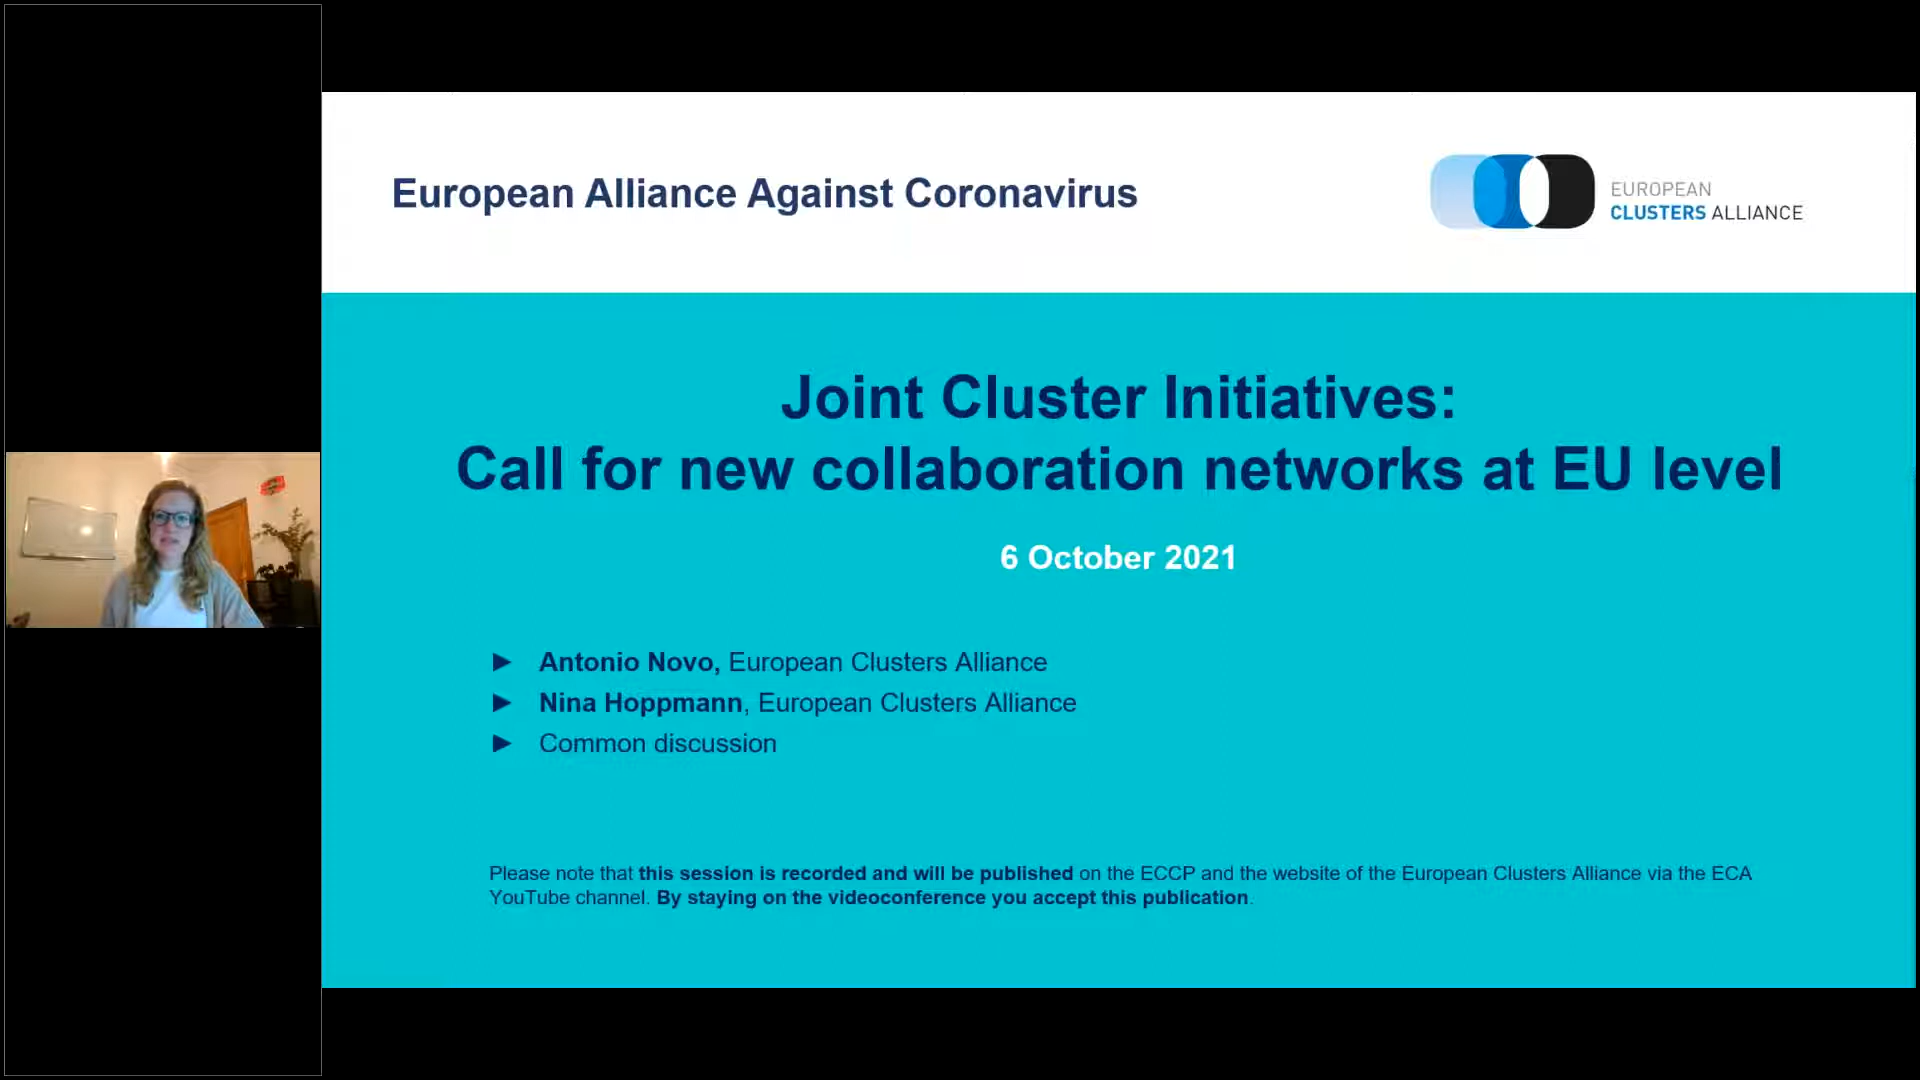 European Alliance Against Coronavirus
EUROPEAN
CLUSTERS ALLIANCE
Joint Cluster Initiatives:
Call for new collaboration networks at EU level
6 October 2021
► Antonio Novo, European Clusters Alliance
► Nina Hoppmann, European Clusters Alliance
► Common discussion
Please note that this session is recorded and will be published on the ECCP and the website of the European Clusters Alliance via the ECA
YouTube channel. By staying on the videoconference you accept this publication.